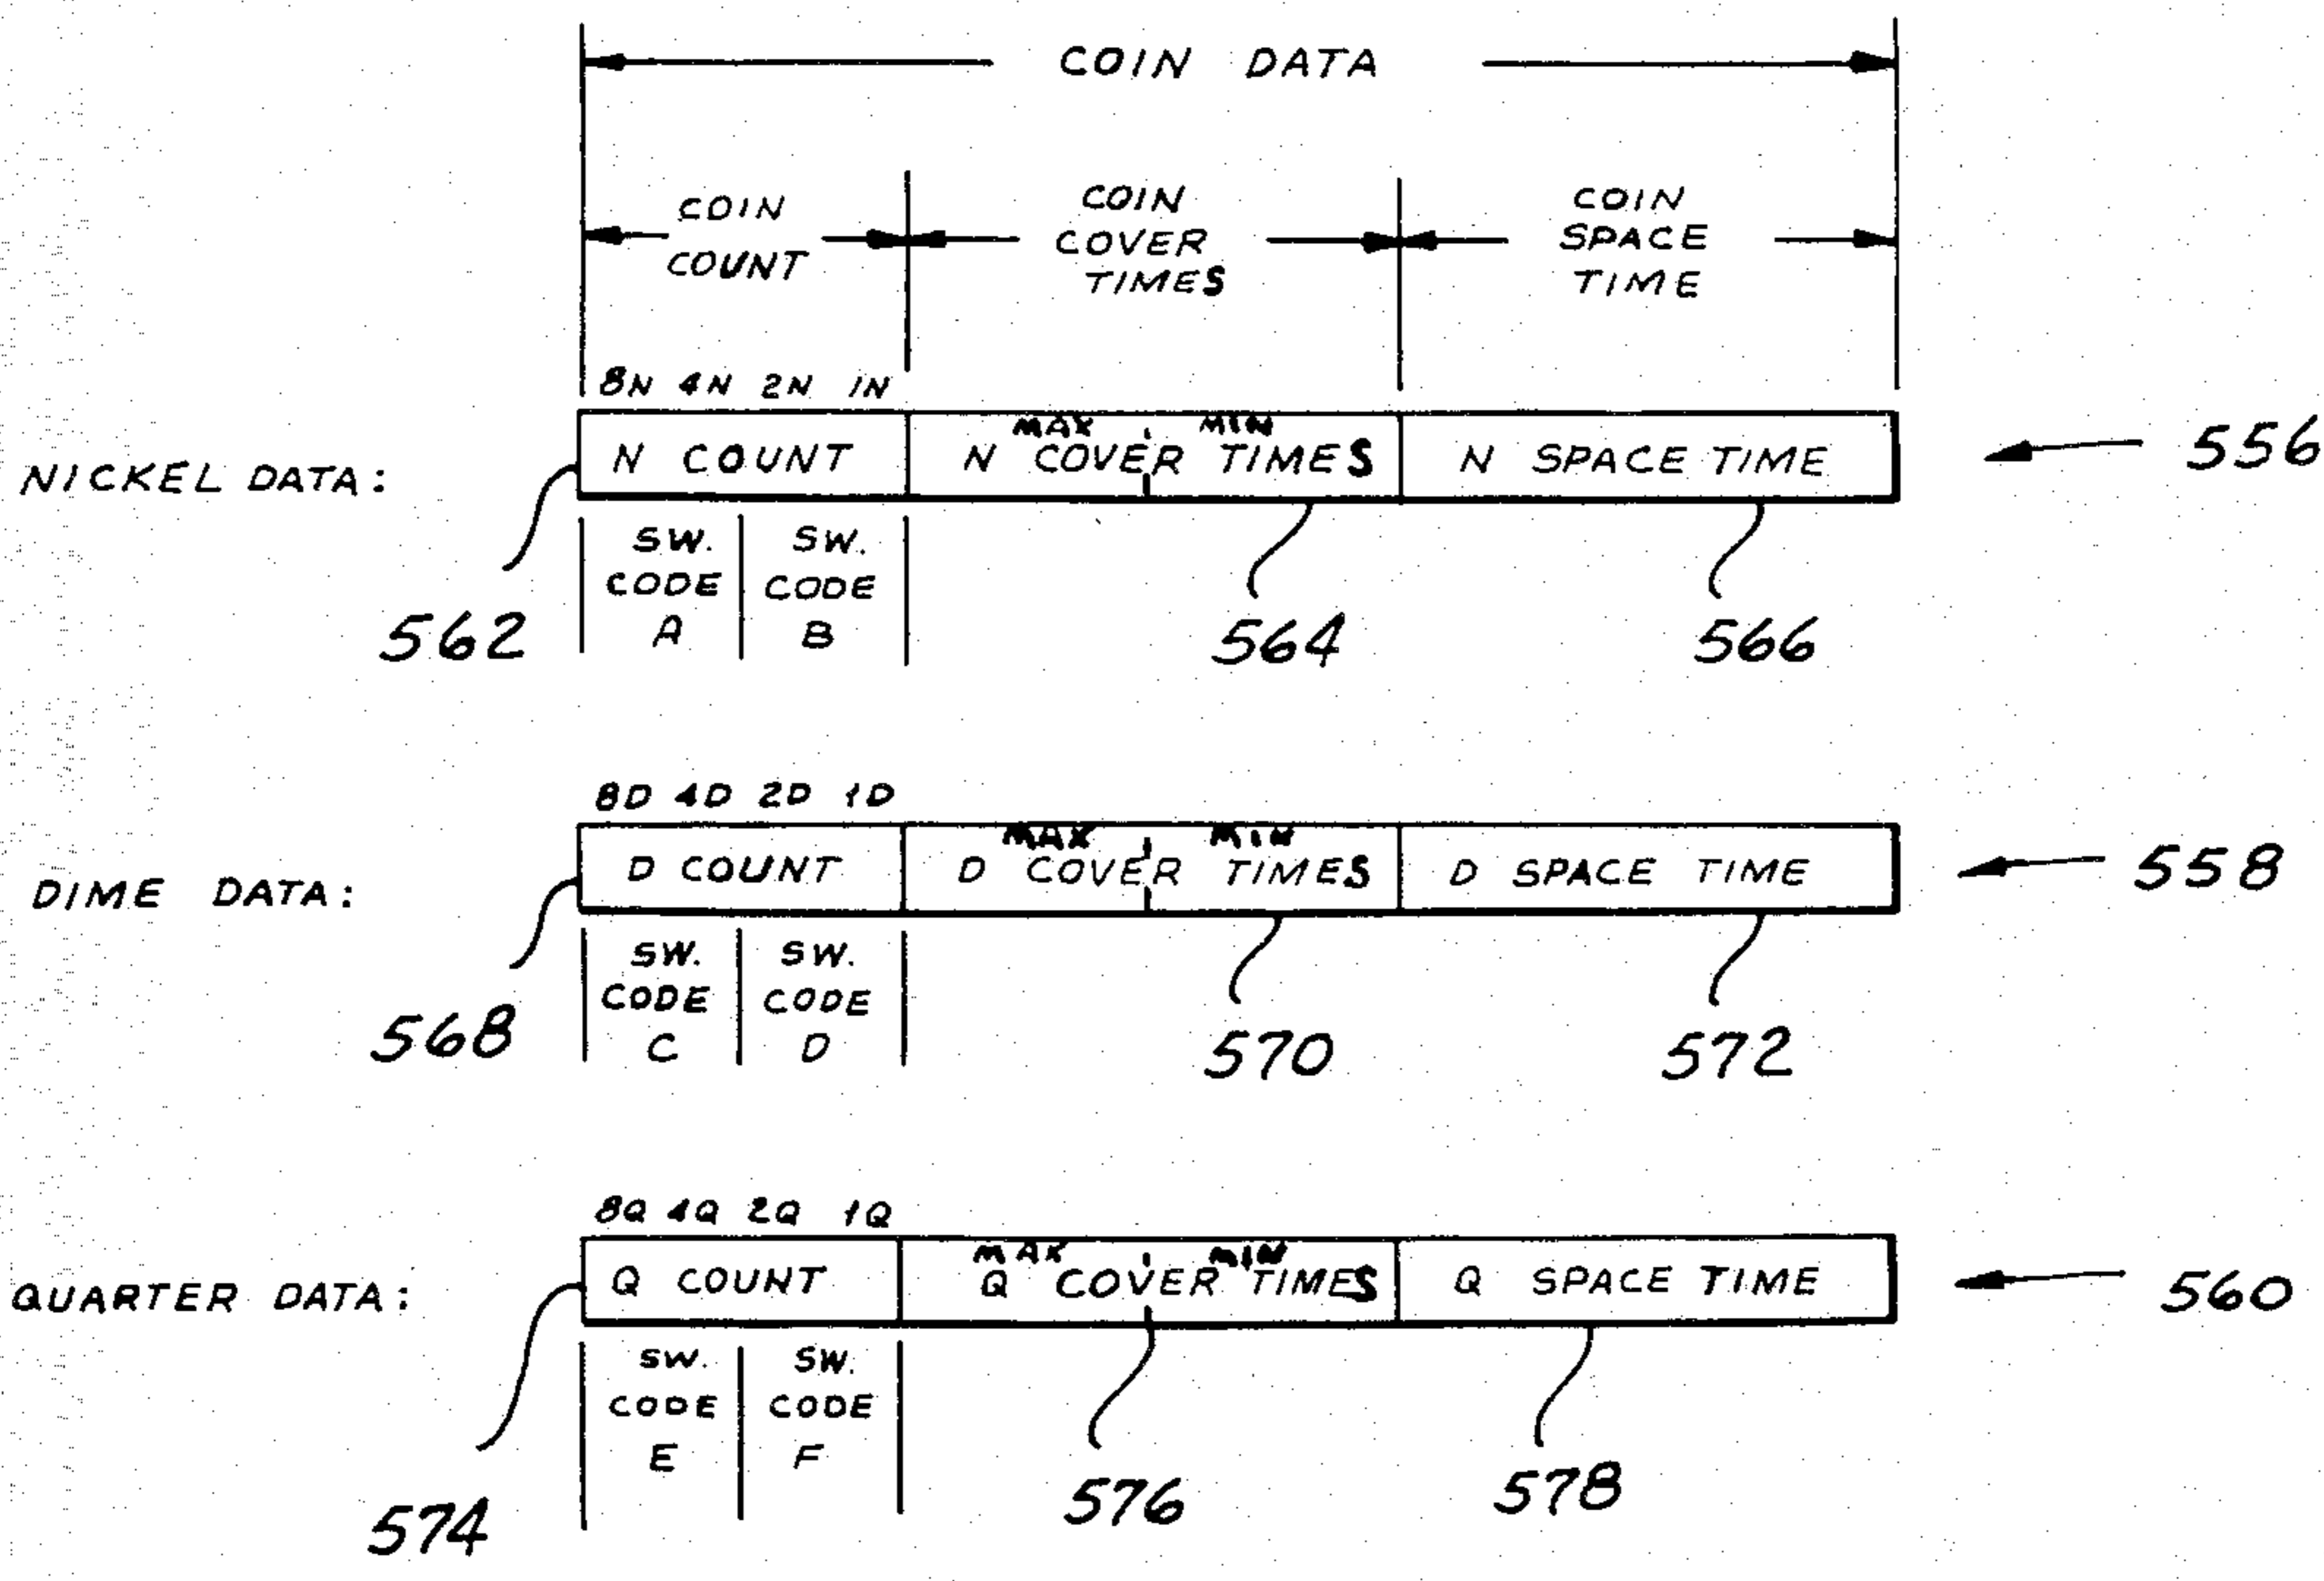 COIN DATA
COIN COUNT
COIN COVER TIMES
COIN SPACE TIME
8N 4N 2N 1N
NICKEL DATA:
N COUNT
MAX MIN
N COVER TIMES
N SPACE TIME
556
SW. CODE A
SW. CODE B
562
564
566
8D 4D 2D 1D
DIME DATA:
D COUNT
MAX MIN
D COVER TIMES
D SPACE TIME
558
SW. CODE C
SW. CODE D
568
570
572
8Q 4Q 2Q 1Q
QUARTER DATA:
Q COUNT
MAX MIN
Q COVER TIMES
Q SPACE TIME
560
SW. CODE E
SW. CODE F
574
576
578